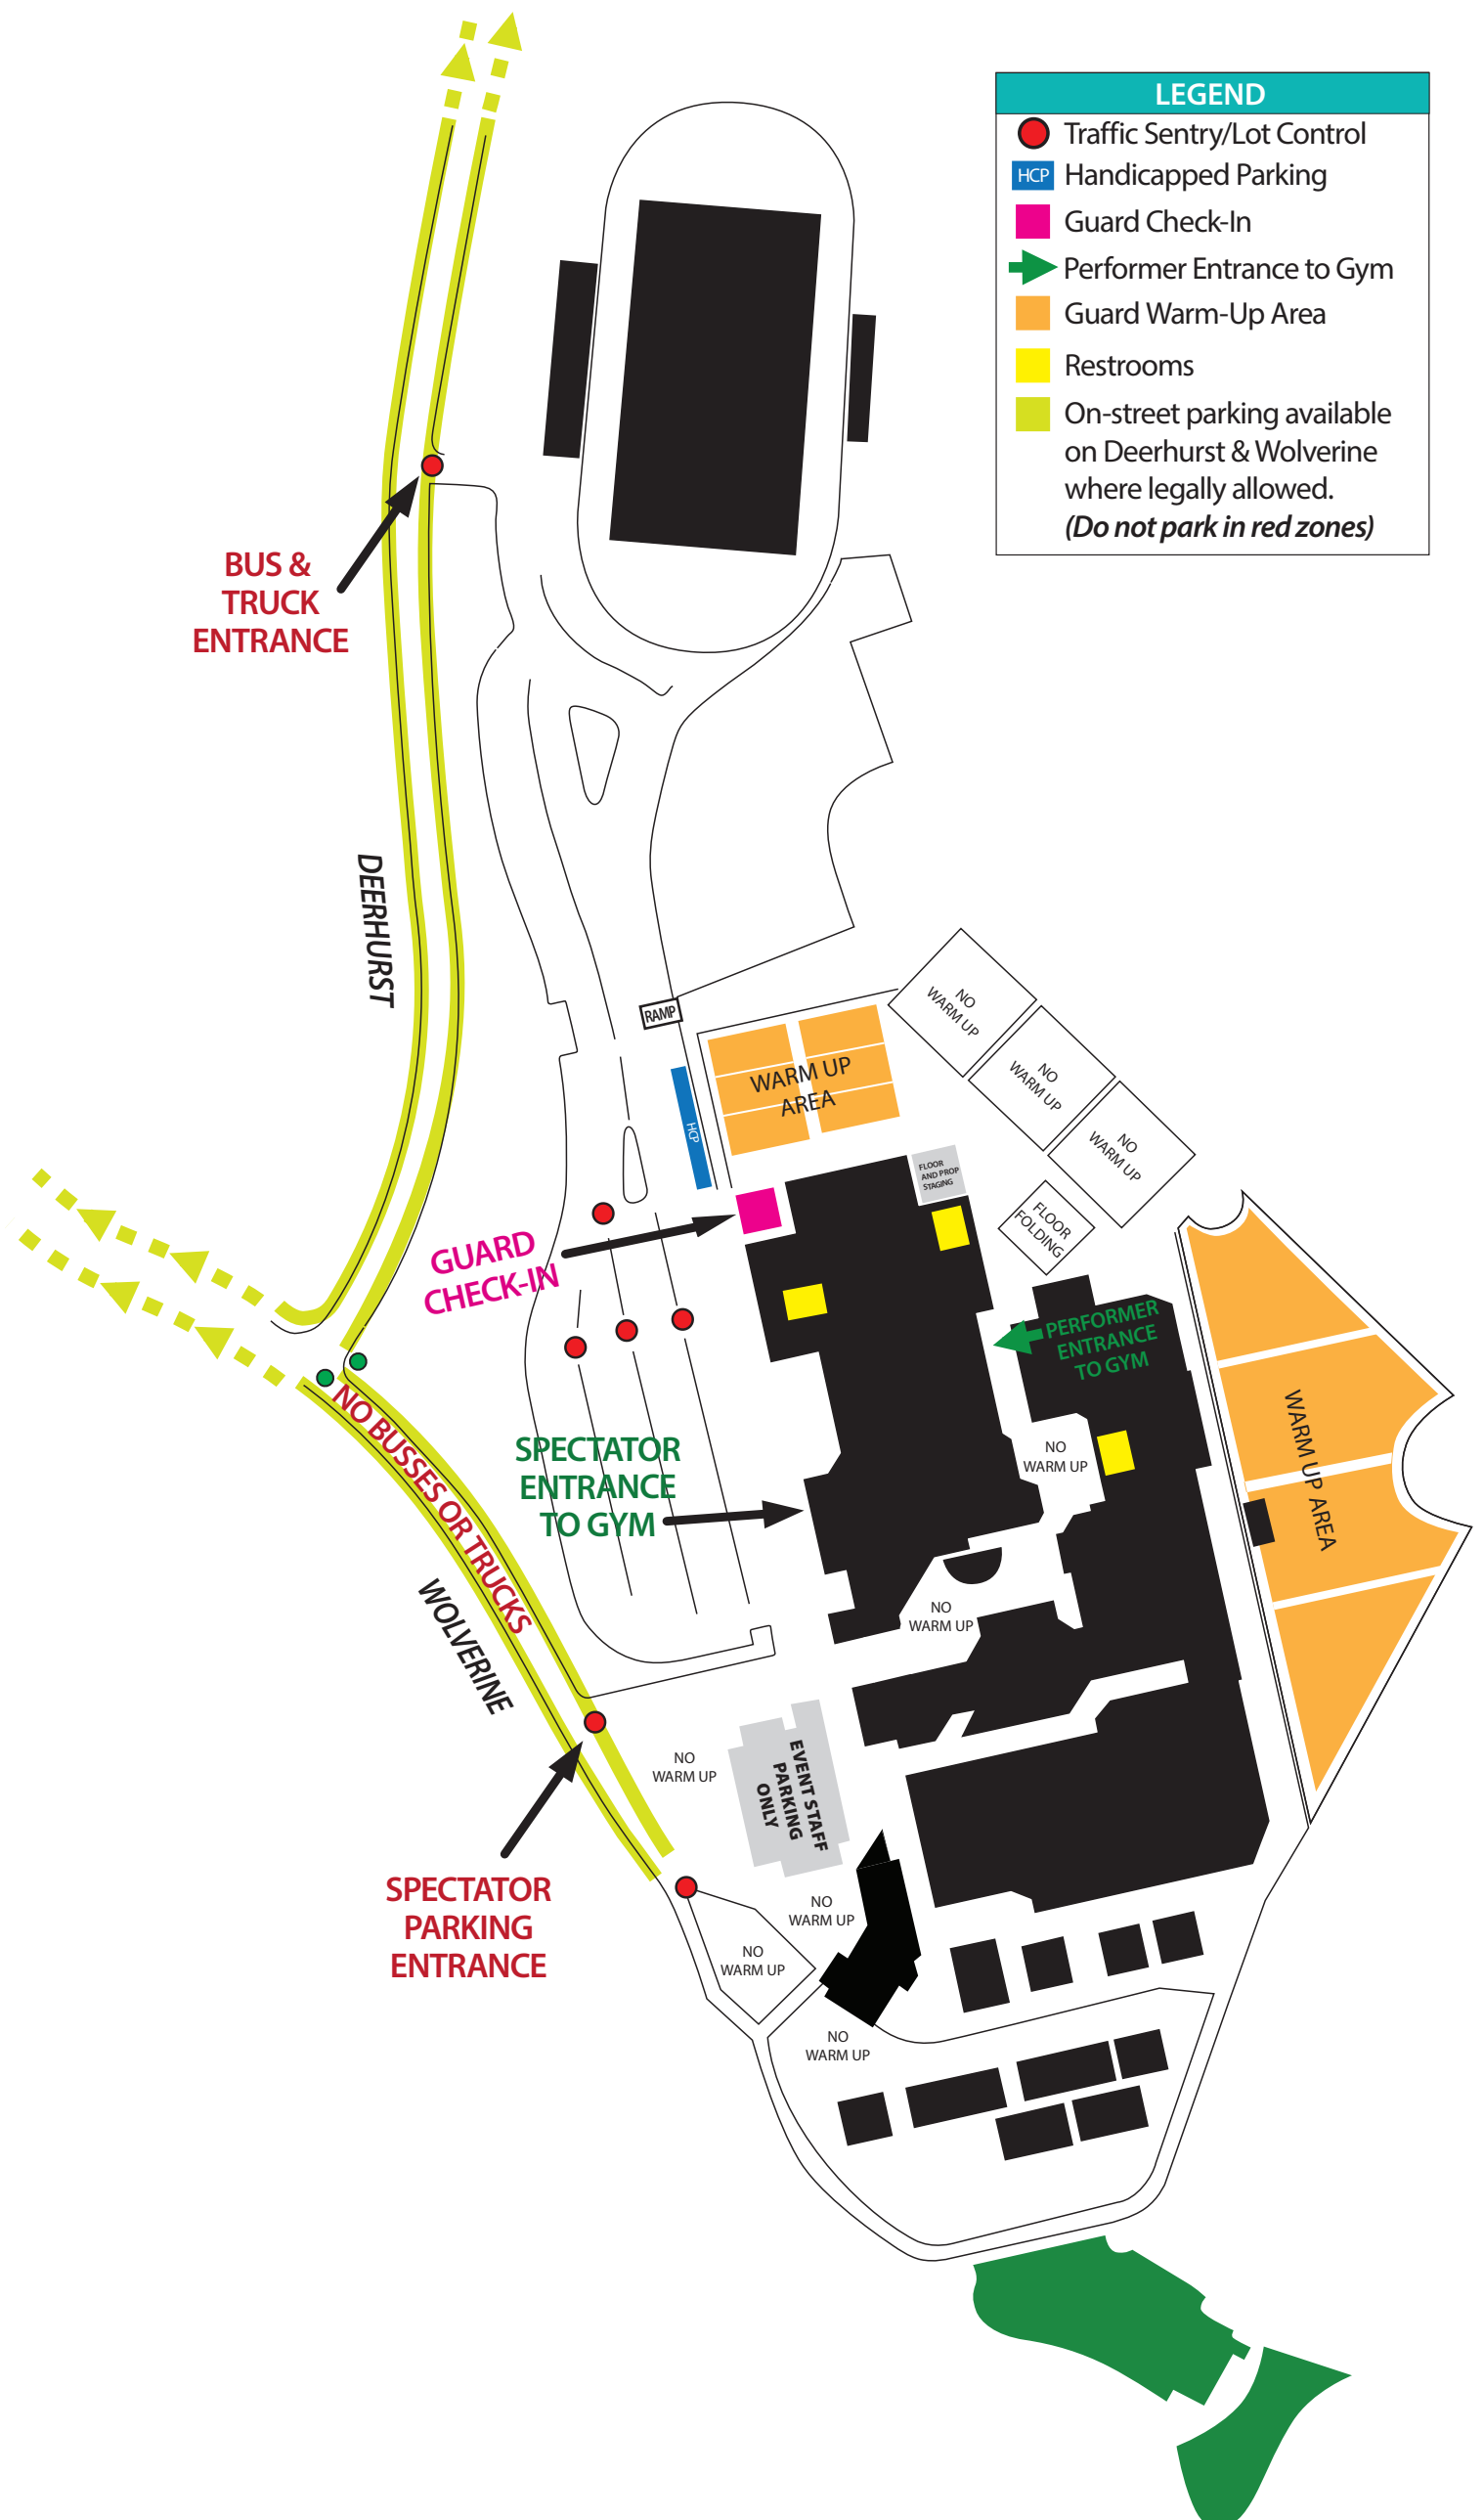 LEGEND
Traffic Sentry/Lot Control
HCP Handicapped Parking
Guard Check-In
Performer Entrance to Gym
Guard Warm-Up Area
Restrooms
On-street parking available
on Deerhurst & Wolverine
where legally allowed.
(Do not park in red zones)
BUS &
TRUCK
ENTRANCE
DEERHURST
RAMP
WARM UP
AREA
HCP
NO
WARM UP
NO
WARM UP
NO
WARM UP
FLOOR
AND PROP
STAGING
FLOOR
FOLDING
GUARD
CHECK-IN
PERFORMER
ENTRANCE
TO GYM
WARM UP AREA
NO BUSSES OR TRUCKS
SPECTATOR
ENTRANCE
TO GYM
NO
WARM UP
WOLVERINE
NO
WARM UP
NO
WARM UP
EVENT STAFF
PARKING
ONLY
SPECTATOR
PARKING
ENTRANCE
NO
WARM UP
NO
WARM UP
NO
WARM UP